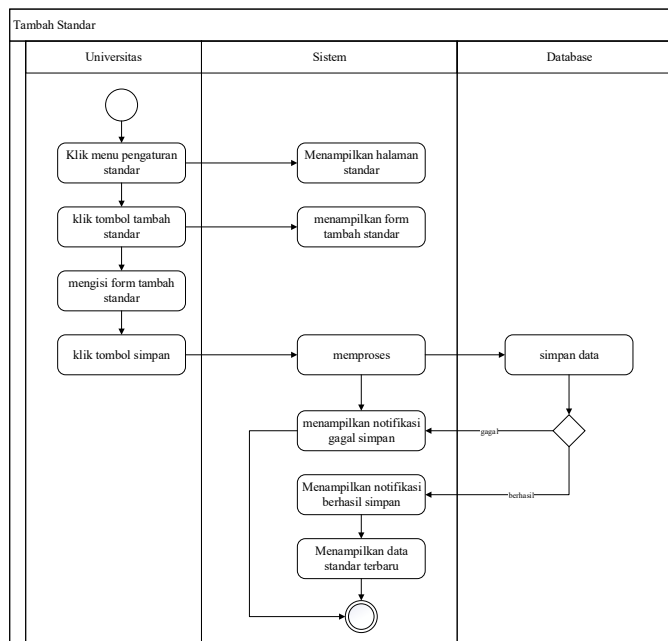 Tambah Standar
Universitas
Sistem
Database
Klik menu pengaturan
standar
Menampilkan halaman
standar
klik tombol tambah
standar
menampilkan form
tambah standar
mengisi form tambah
standar
klik tombol simpan
memproses
simpan data
menampilkan notifikasi
gagal simpan
gagal
Menampilkan notifikasi
berhasil simpan
berhasil
Menampilkan data
standar terbaru